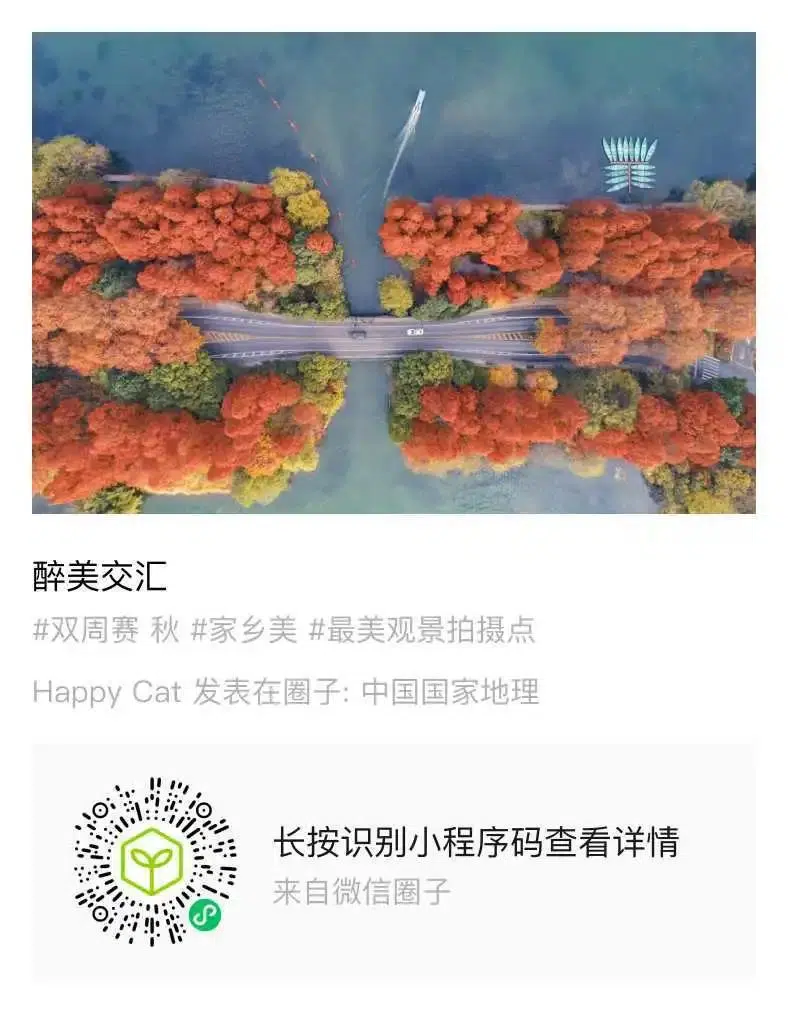 醉美交汇
#双周赛 秋 #家乡美 #最美观景拍摄点
Happy Cat 发表在圈子: 中国国家地理
长按识别小程序码查看详情
来自微信圈子